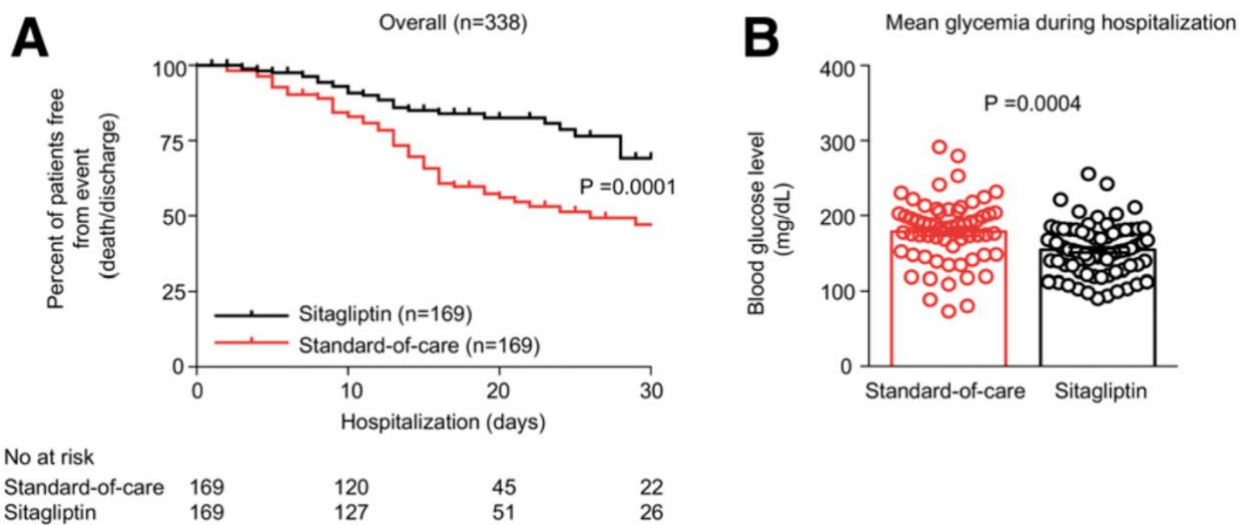 A
Overall (n=338)
Percent of patients free
from event
(death/discharge)
100
75
50
25
0
P =0.0001
Sitagliptin (n=169)
Standard-of-care (n=169)
0 10 20 30
Hospitalization (days)
No at risk
Standard-of-care 169 120 45 22
Sitagliptin 169 127 51 26
B
Mean glycemia during hospitalization
Blood glucose level
(mg/dL)
400
300
200
100
0
P =0.0004
Standard-of-care Sitagliptin